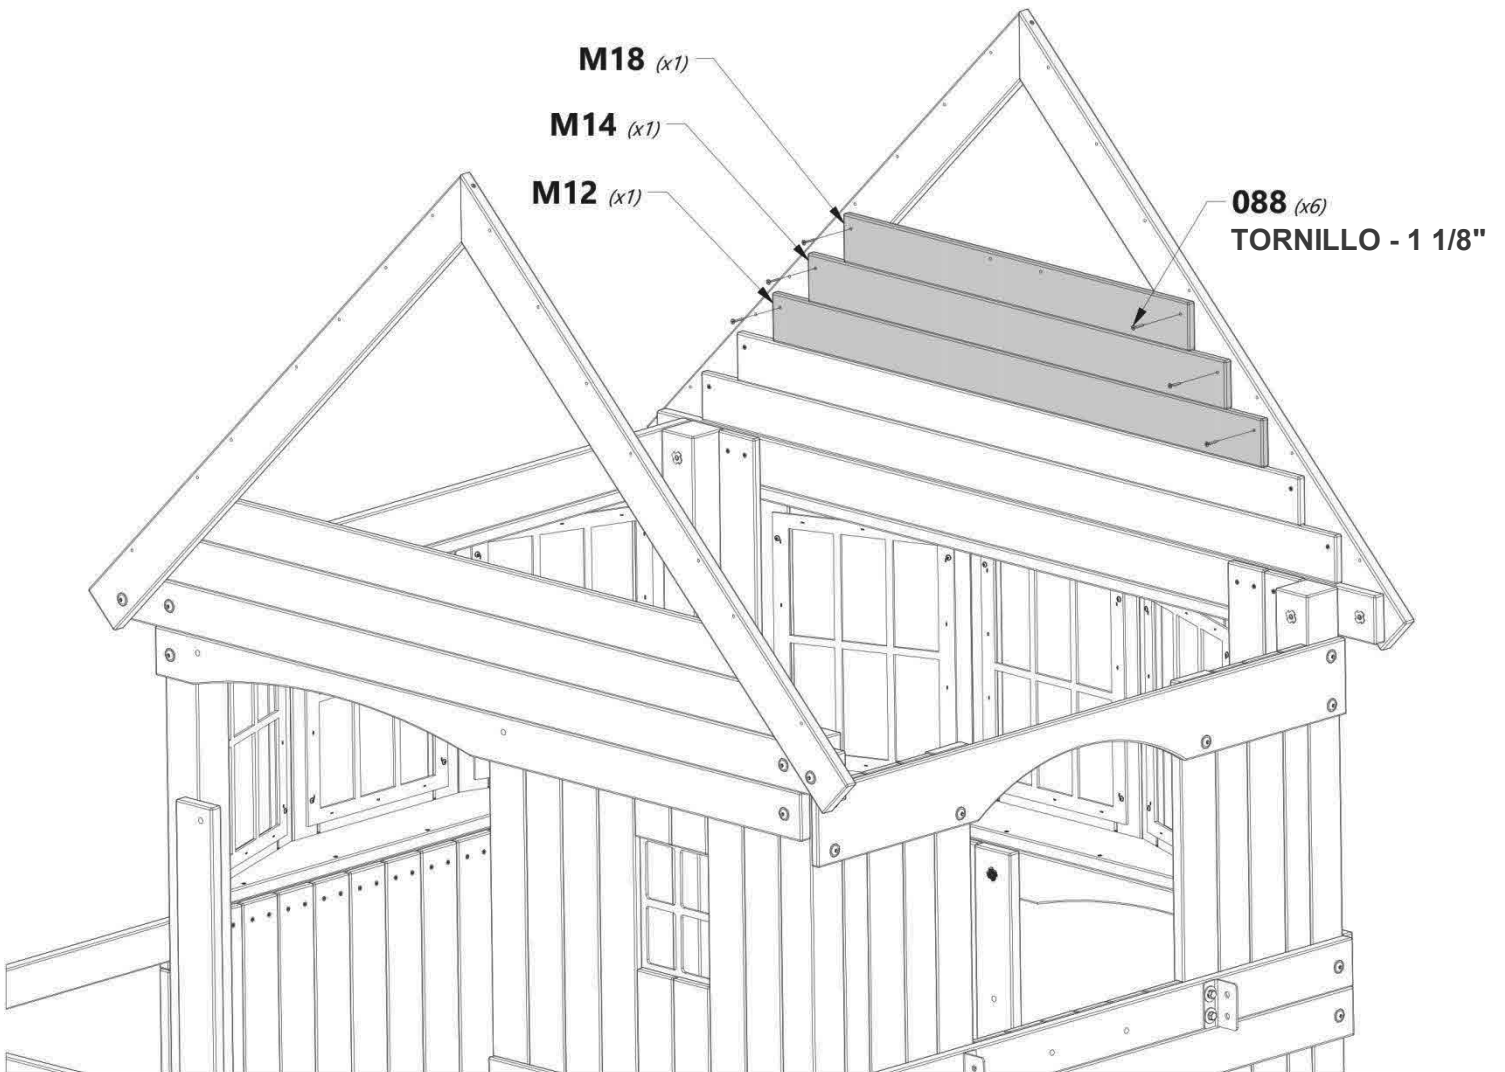 M18 (x1)
M14 (x1)
M12 (x1)
088 (x6)
TORNILLO - 1 1/8"